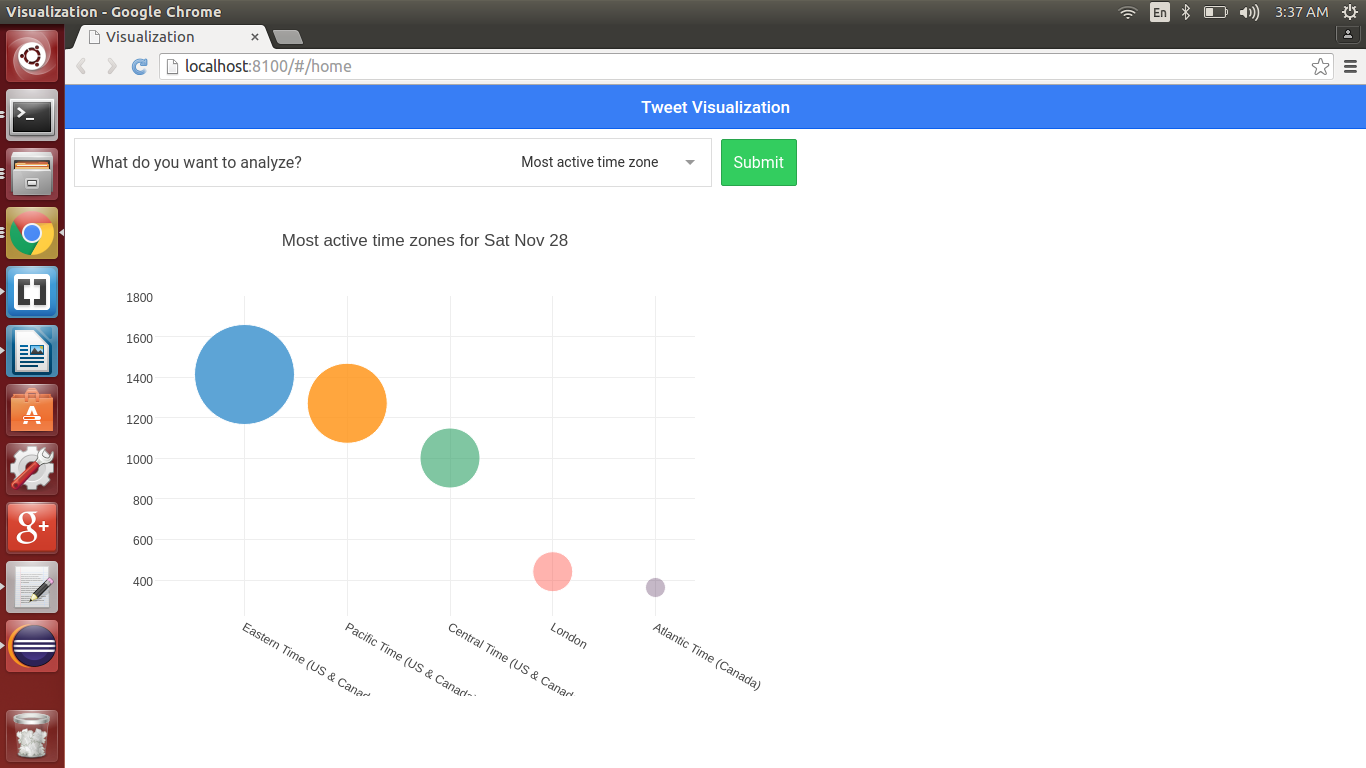 Visualization - Google Chrome
En
3:37 AM
Visualization
localhost:8100/#/home
Tweet Visualization
What do you want to analyze?
Most active time zone
Submit
Most active time zones for Sat Nov 28
1800
1600
1400
1200
1000
800
600
400
Eastern Time (US & Canad
Pacific Time (US & Canada
Central Time (US & Canad
London
Atlantic Time (Canada)